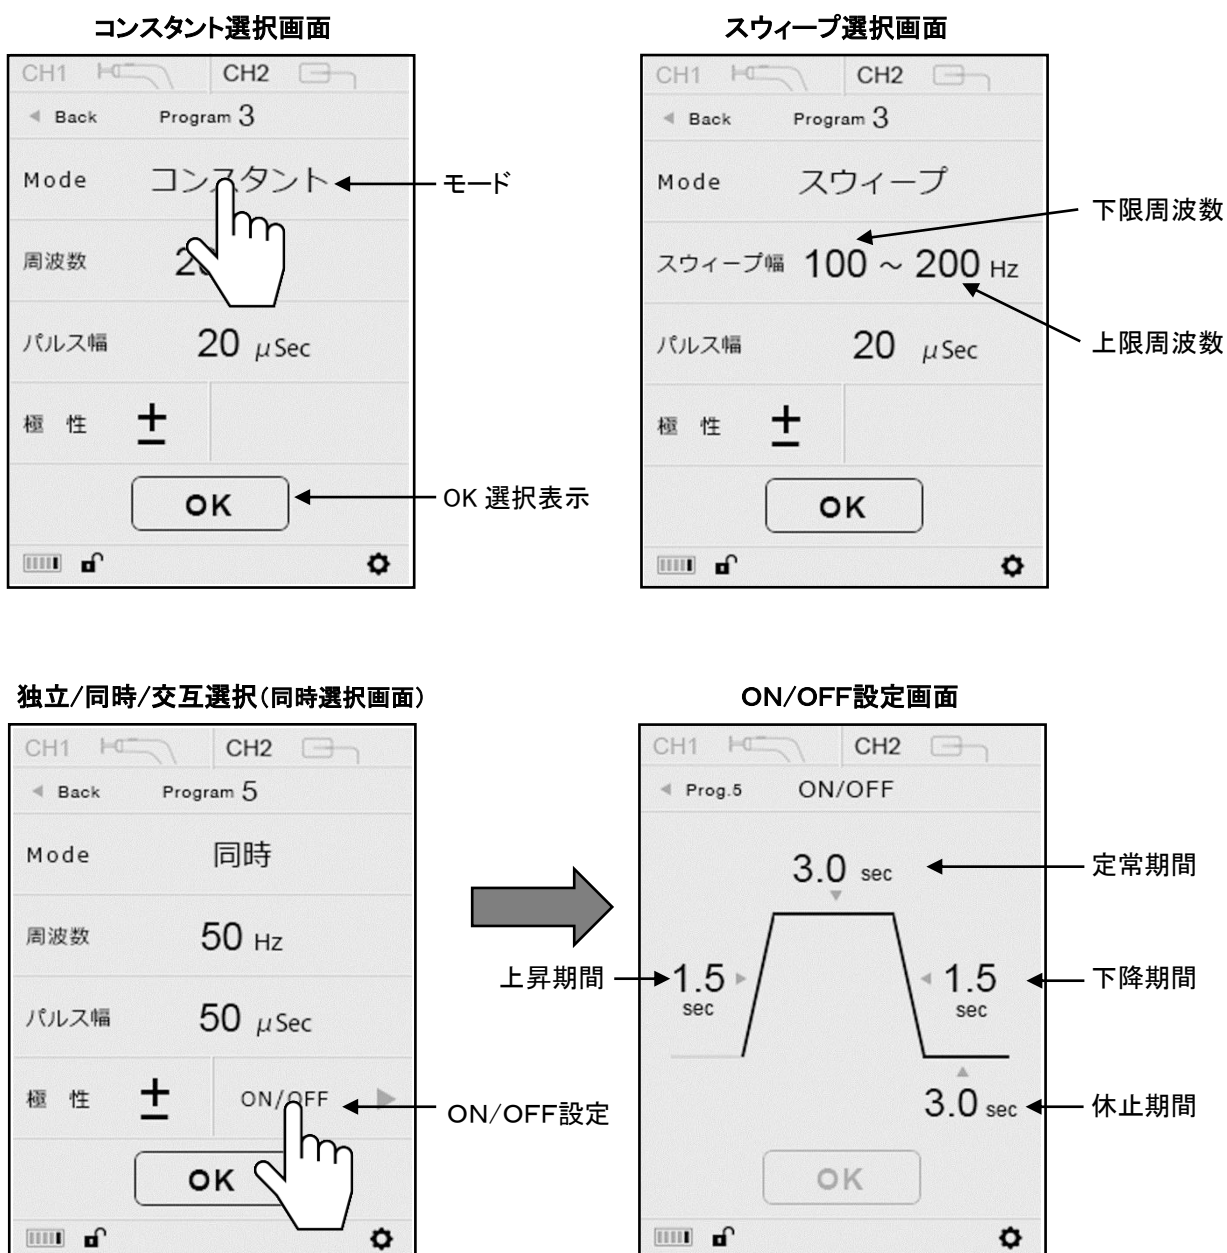 コンスタント選択画面
CH1 CH2
Back Program 3
Mode コンスタント
モード
周波数
パルス幅 20 μSec
極 性 ±
OK
OK 選択表示
スウィープ選択画面
CH1 CH2
Back Program 3
Mode スウィープ
下限周波数
スウィープ幅 100 ~ 200 Hz
上限周波数
パルス幅 20 μSec
極 性 ±
OK
独立/同時/交互選択(同時選択画面)
CH1 CH2
Back Program 5
Mode 同時
周波数 50 Hz
パルス幅 50 μSec
極 性 ± ON/OFF
ON/OFF設定
OK
ON/OFF設定画面
CH1 CH2
Prog.5 ON/OFF
3.0 sec
定常期間
上昇期間
1.5
sec
1.5
sec
下降期間
3.0 sec
休止期間
OK